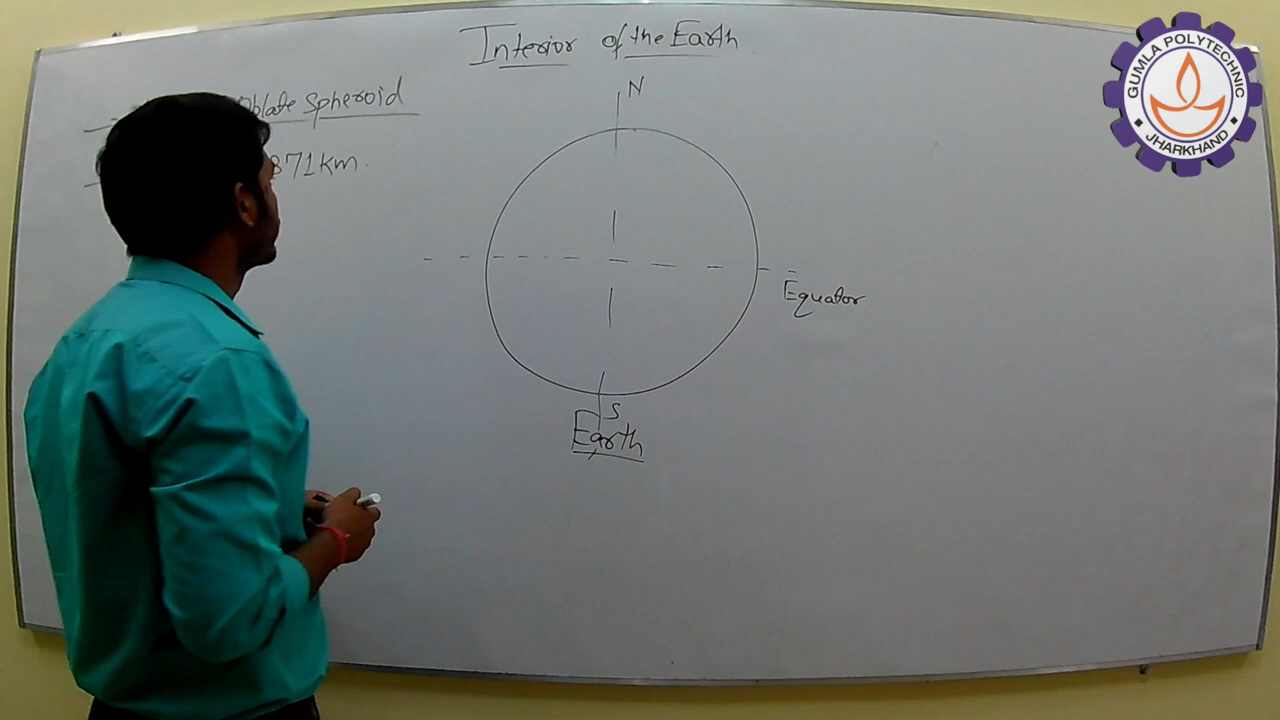 Interior of the Earth
N
Oblate Spheroid
871 km
Equator
S
Earth
GUMLA POLYTECHNIC
JHARKHAND